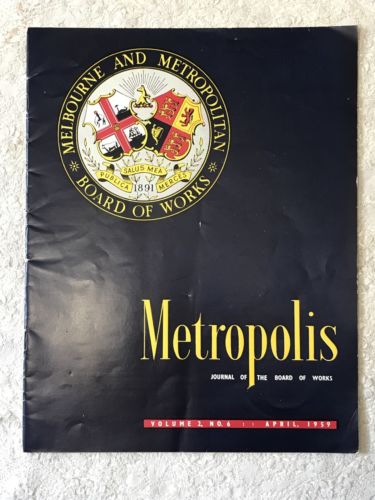 MELBOURNE AND METROPOLITAN
BOARD OF WORKS
PUBLICA SALUS MEA MERCES
1891
Metropolis
JOURNAL OF THE BOARD OF WORKS
VOLUME 2, NO. 6 : : APRIL, 1959